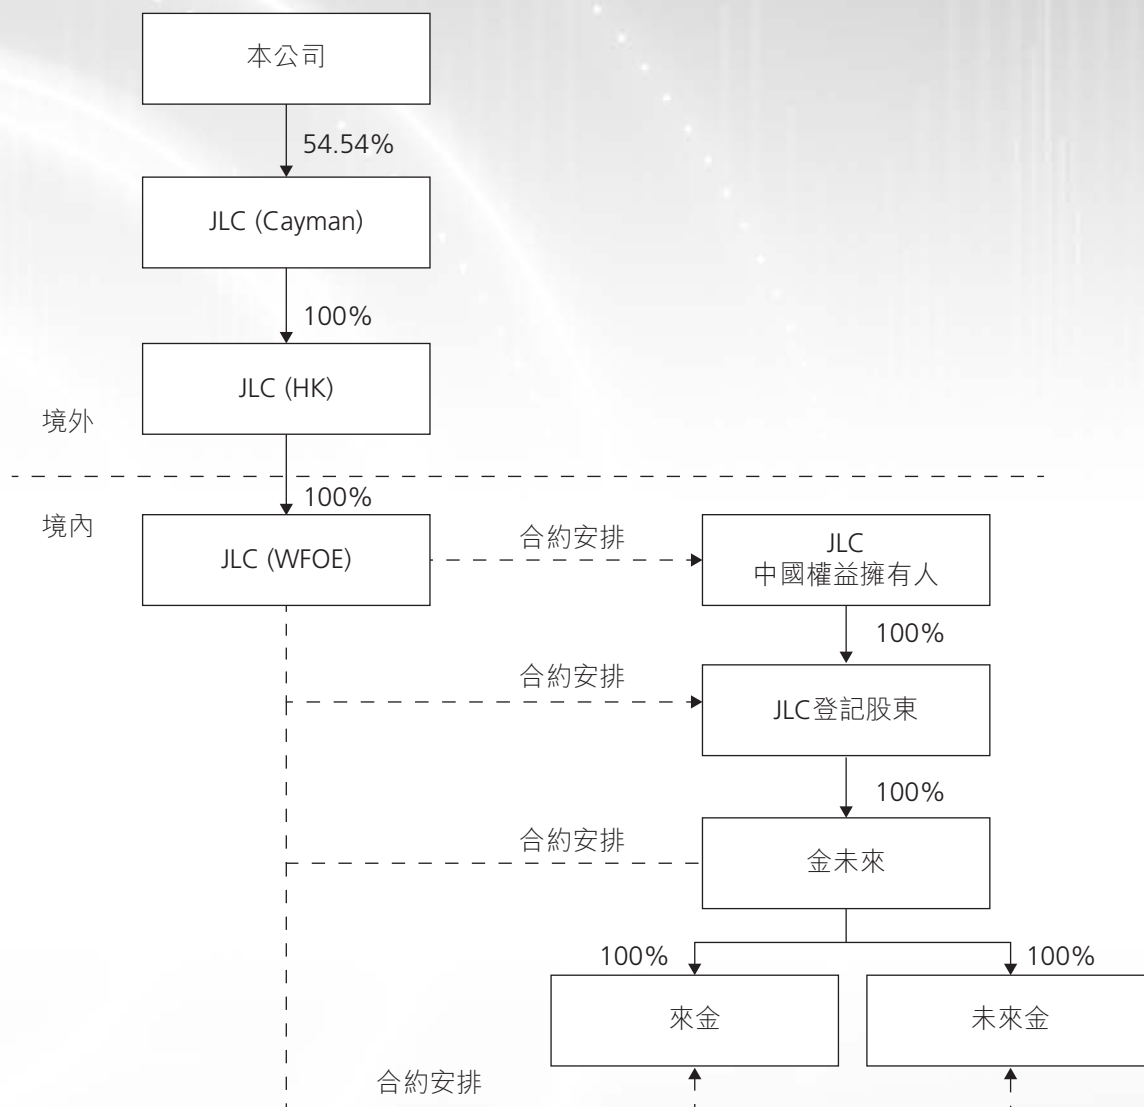 本公司
54.54%
JLC (Cayman)
100%
JLC (HK)
境外
100%
境內
JLC (WFOE)
合約安排
JLC
中國權益擁有人
100%
合約安排
JLC登記股東
100%
合約安排
金未來
100%
100%
來金
未來金
合約安排